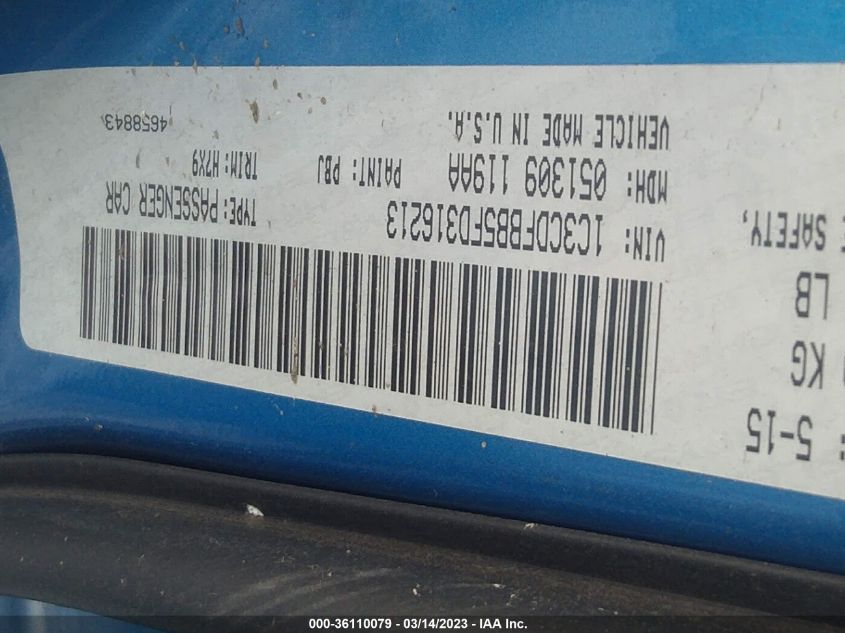 : 5-15
KG
LB
SAFETY,
VIN: 1C3CDFBB5FD316213
TYPE: PASSENGER CAR
MDH: 051309 119AA
PAINT: PBJ
TRIM: H7X9
VEHICLE MADE IN U.S.A.
4658843
000-36110079 - 03/14/2023 - IAA Inc.